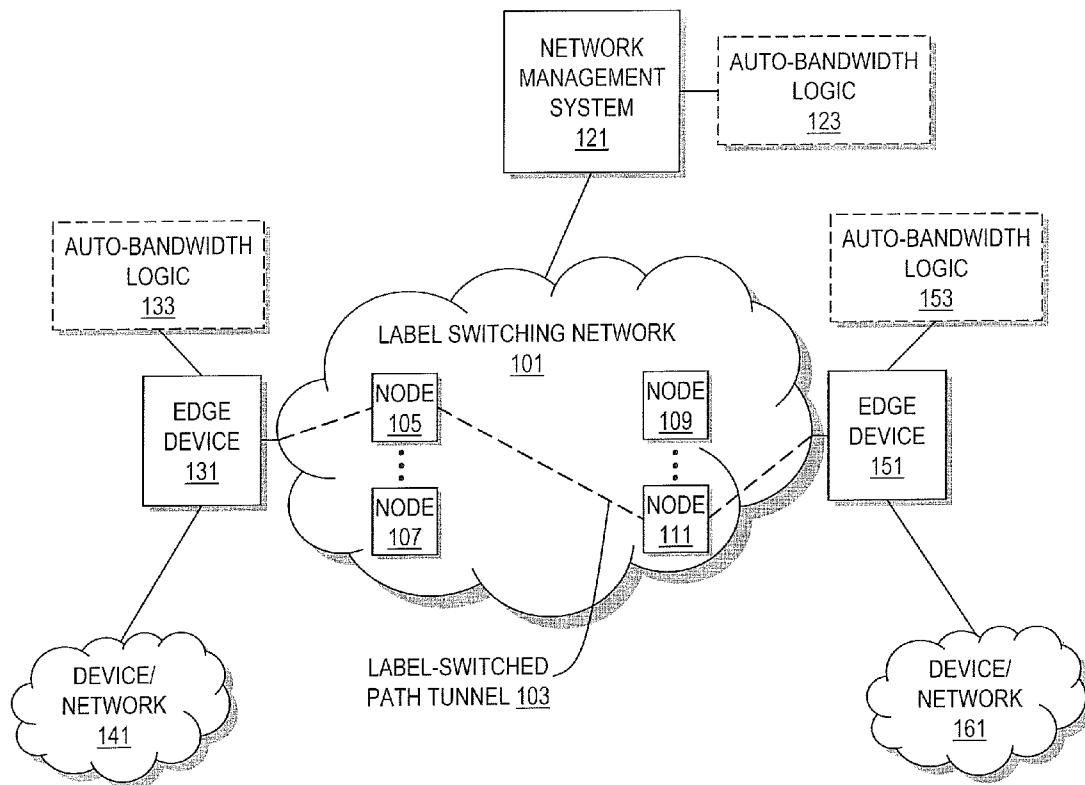 NETWORK
MANAGEMENT
SYSTEM
121
AUTO-BANDWIDTH
LOGIC
123
AUTO-BANDWIDTH
LOGIC
133
AUTO-BANDWIDTH
LOGIC
153
LABEL SWITCHING NETWORK
101
EDGE
DEVICE
131
NODE
105
NODE
107
NODE
109
NODE
111
EDGE
DEVICE
151
LABEL-SWITCHED
PATH TUNNEL 103
DEVICE/
NETWORK
141
DEVICE/
NETWORK
161